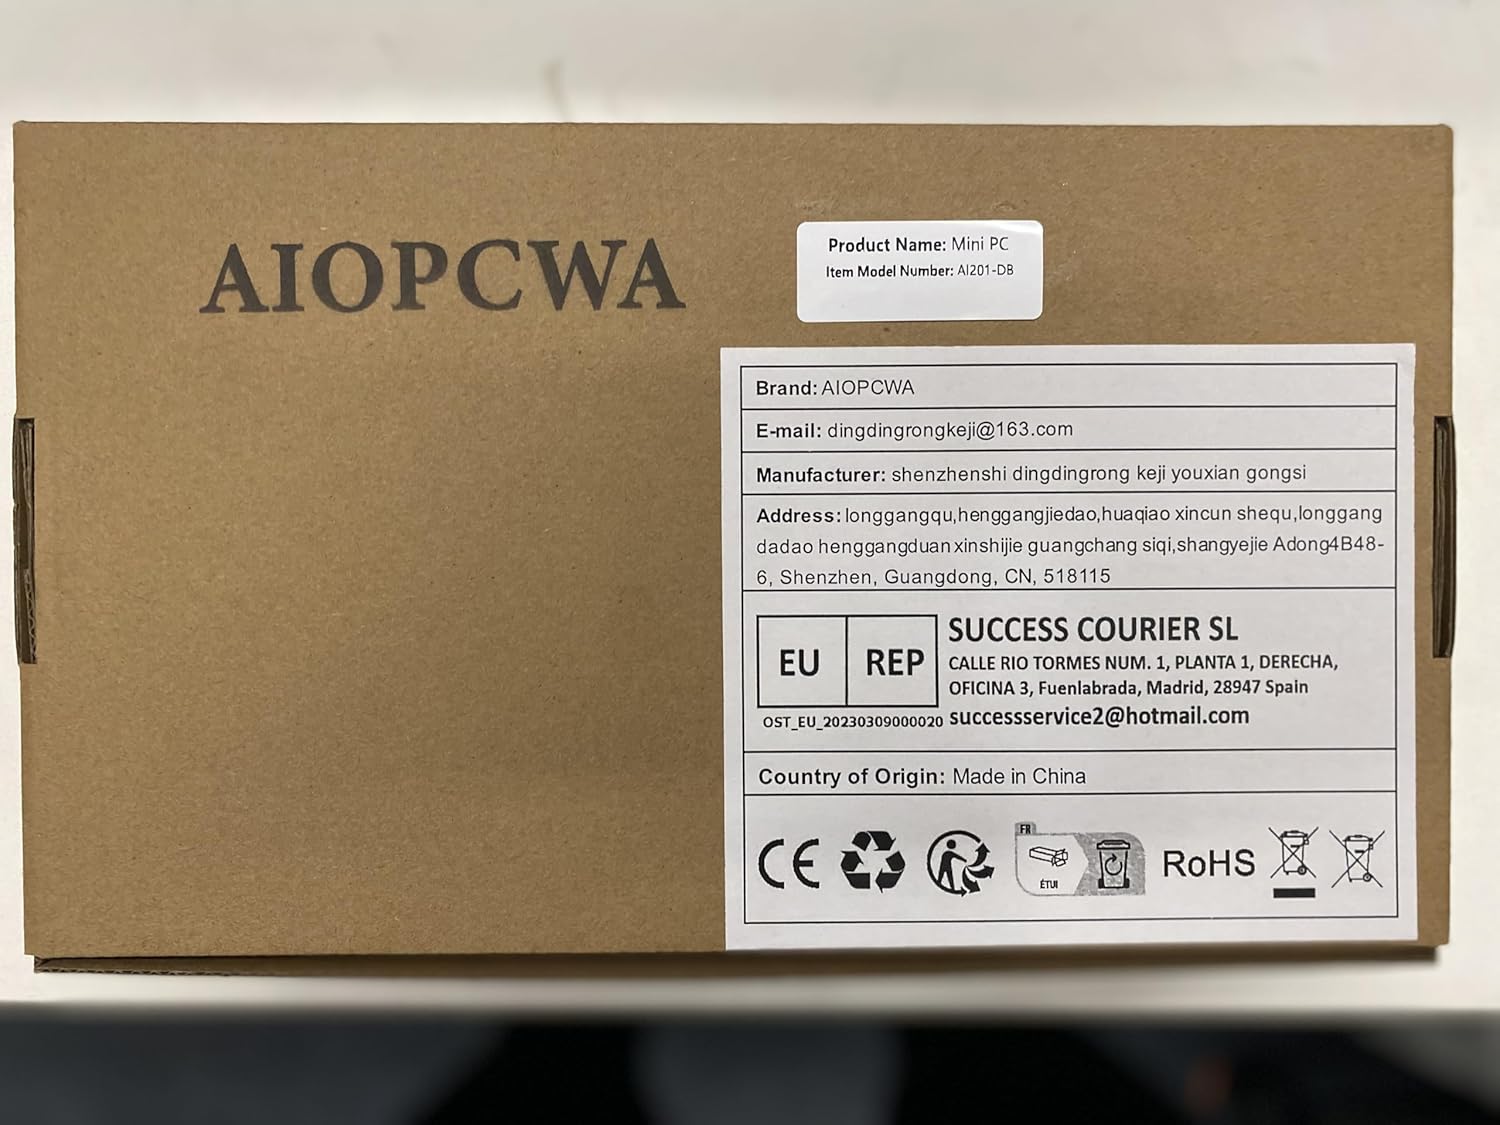 AIOPCWA
Product Name: Mini PC
Item Model Number: AI201-DB
Brand: AIOPCWA
E-mail: dingdingrongkeji@163.com
Manufacturer: shenzhenshi dingdingrong keji youxian gongsi
Address: longgangqu,henggangjiedao,huaqiao xincun shequ,longgang
dadao henggangduan xinshijie guangchang siqi,shangyejie Adong4B48-
6, Shenzhen, Guangdong, CN, 518115
EU REP
SUCCESS COURIER SL
CALLE RIO TORMES NUM. 1, PLANTA 1, DERECHA,
OFICINA 3, Fuenlabrada, Madrid, 28947 Spain
OST_EU_20230309000020 successservice2@hotmail.com
Country of Origin: Made in China
CE
FR
ÉTUI
RoHS